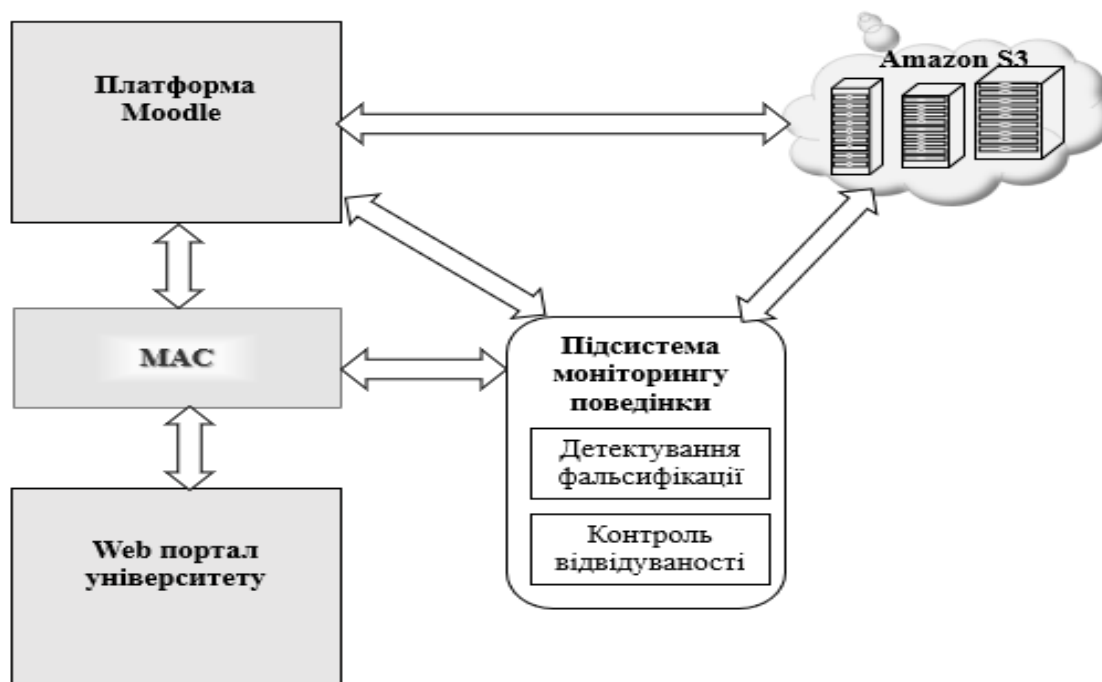 Платформа
Moodle
Amazon S3
МАС
Підсистема
моніторингу
поведінки
Детектування
фальсифікації
Контроль
відвідуваності
Web портал
університету